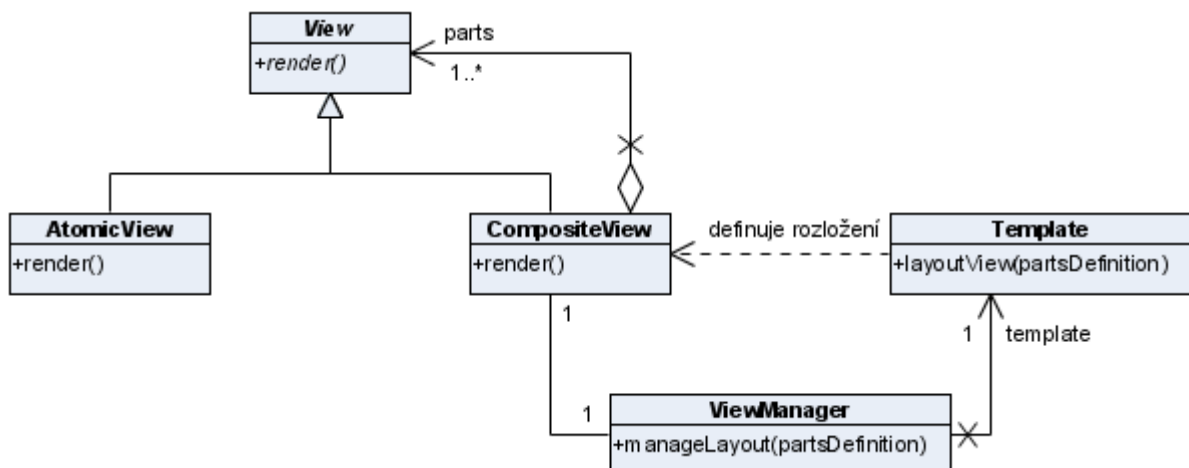 View
+render()
parts
1..*
AtomicView
+render()
CompositeView
+render()
definuje rozložení
Template
+layoutView(partsDefinition)
1
1
template
1
ViewManager
+manageLayout(partsDefinition)